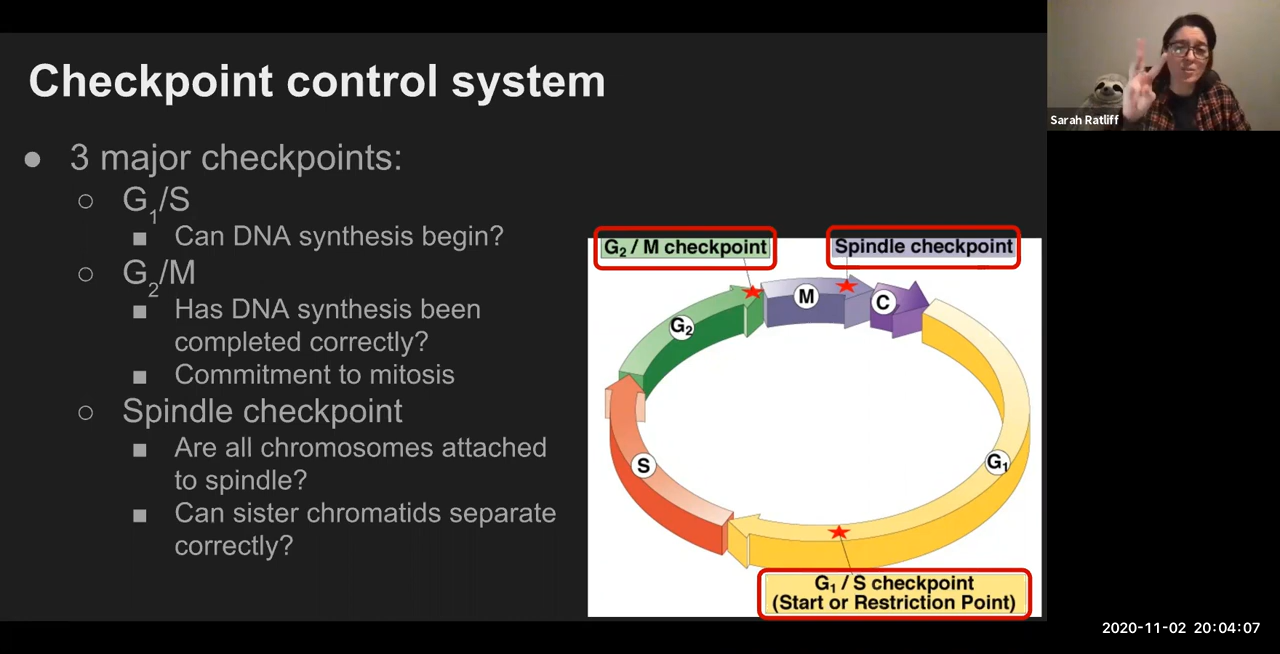 Checkpoint control system
● 3 major checkpoints:
○ G₁/S
■ Can DNA synthesis begin?
○ G₂/M
■ Has DNA synthesis been
completed correctly?
■ Commitment to mitosis
○ Spindle checkpoint
■ Are all chromosomes attached
to spindle?
■ Can sister chromatids separate
correctly?
G₂ / M checkpoint
Spindle checkpoint
M
C
G₂
G₁
S
G₁ / S checkpoint
(Start or Restriction Point)
Sarah Ratliff
2020-11-02 20:04:07